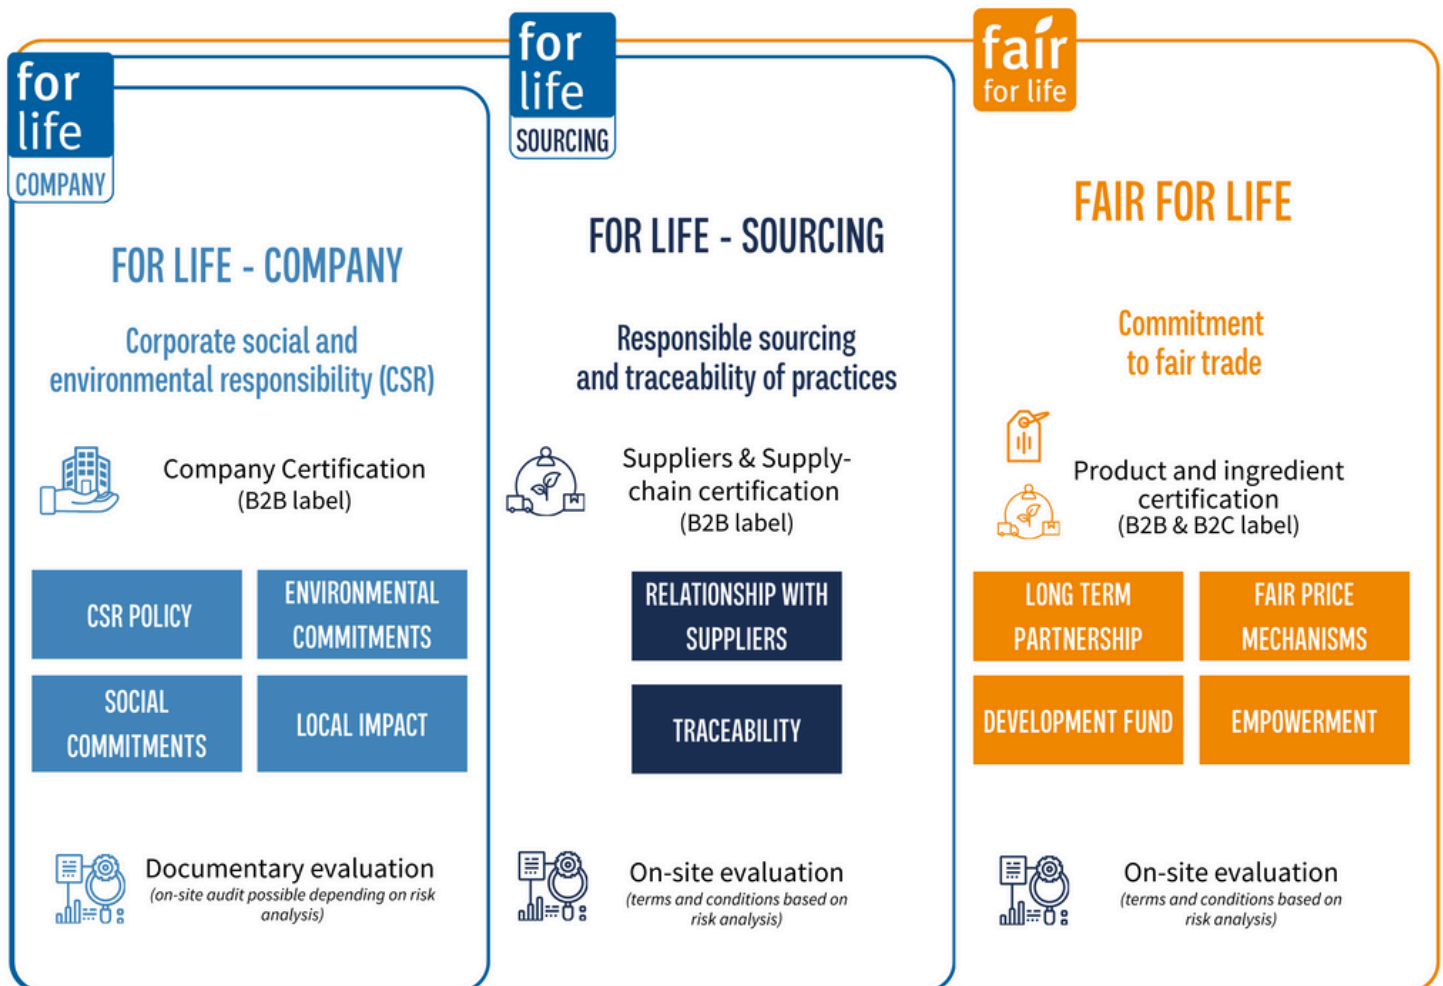 for
life
COMPANY
FOR LIFE - COMPANY
Corporate social and
environmental responsibility (CSR)
Company Certification
(B2B label)
CSR POLICY
ENVIRONMENTAL
COMMITMENTS
SOCIAL
COMMITMENTS
LOCAL IMPACT
Documentary evaluation
(on-site audit possible depending on risk
analysis)
for
life
SOURCING
FOR LIFE - SOURCING
Responsible sourcing
and traceability of practices
Suppliers & Supply-
chain certification
(B2B label)
RELATIONSHIP WITH
SUPPLIERS
TRACEABILITY
On-site evaluation
(terms and conditions based on
risk analysis)
fair
for life
FAIR FOR LIFE
Commitment
to fair trade
Product and ingredient
certification
(B2B & B2C label)
LONG TERM
PARTNERSHIP
FAIR PRICE
MECHANISMS
DEVELOPMENT FUND
EMPOWERMENT
On-site evaluation
(terms and conditions based on
risk analysis)